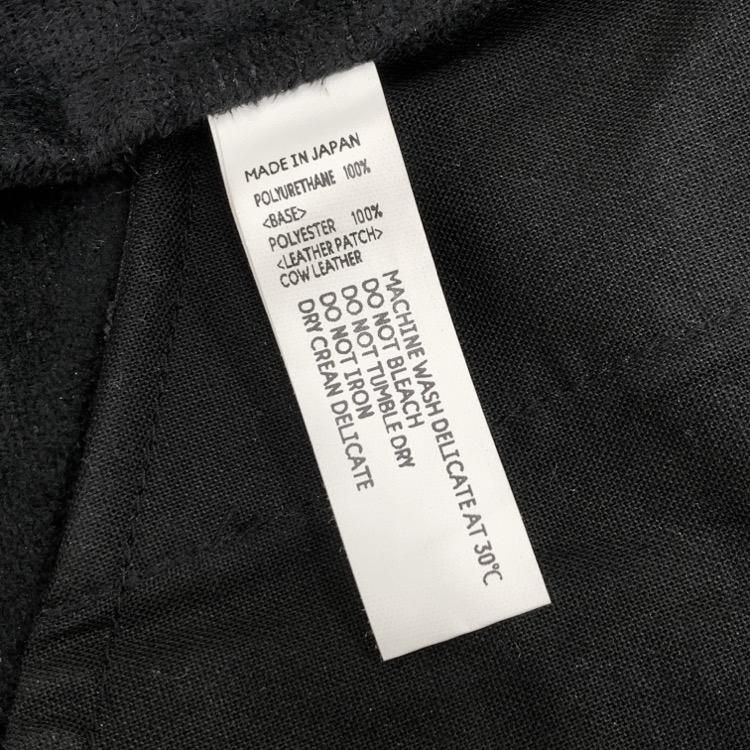 MADE IN JAPAN
POLYURETHANE 100%
<BASE>
POLYESTER 100%
<LEATHER PATCH>
COW LEATHER
MACHINE WASH DELICATE AT 30℃
DO NOT BLEACH
DO NOT TUMBLE DRY
DO NOT IRON
DRY CREAN DELICATE